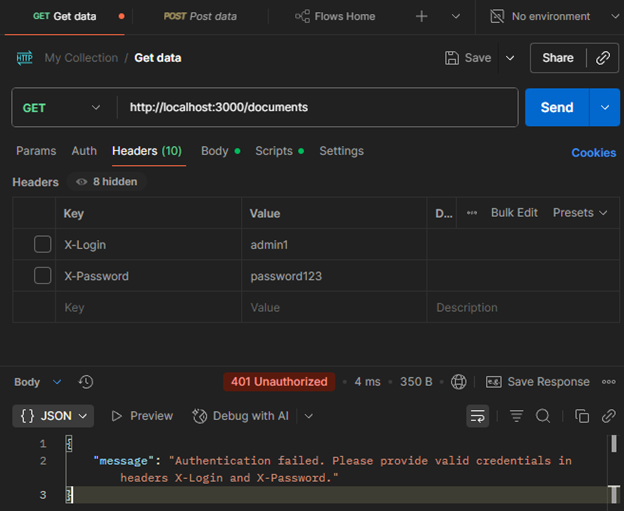 GET Get data POST Post data Flows Home No environment
HTTP My Collection / Get data Save Share
GET http://localhost:3000/documents Send
Params Auth Headers (10) Body Scripts Settings Cookies
Headers 8 hidden
Key Value D... Bulk Edit Presets
X-Login admin1
X-Password password123
Key Value Description
Body 401 Unauthorized • 4 ms • 350 B • Save Response
{ } JSON Preview Debug with AI
1 {
2 "message": "Authentication failed. Please provide valid credentials in
headers X-Login and X-Password."
3 }